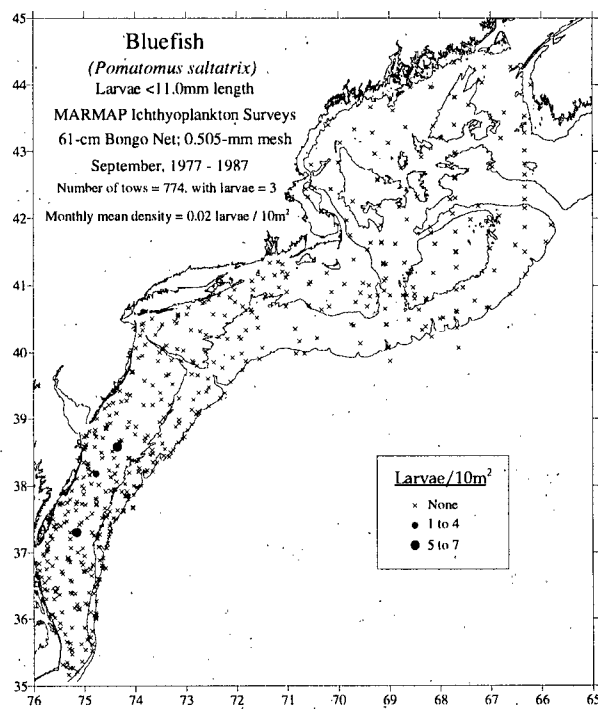 Bluefish
(Pomatomus saltatrix)
Larvae <11.0mm length
MARMAP Ichthyoplankton Surveys
61-cm Bongo Net; 0.505-mm mesh
September, 1977 - 1987
Number of tows = 774, with larvae = 3
Monthly mean density = 0.02 larvae / 10m²
45
44
43
42
41
40
39
38
37
36
35
Larvae/10m²
× None
● 1 to 4
● 5 to 7
76 75 74 73 72 71 70 69 68 67 66 65